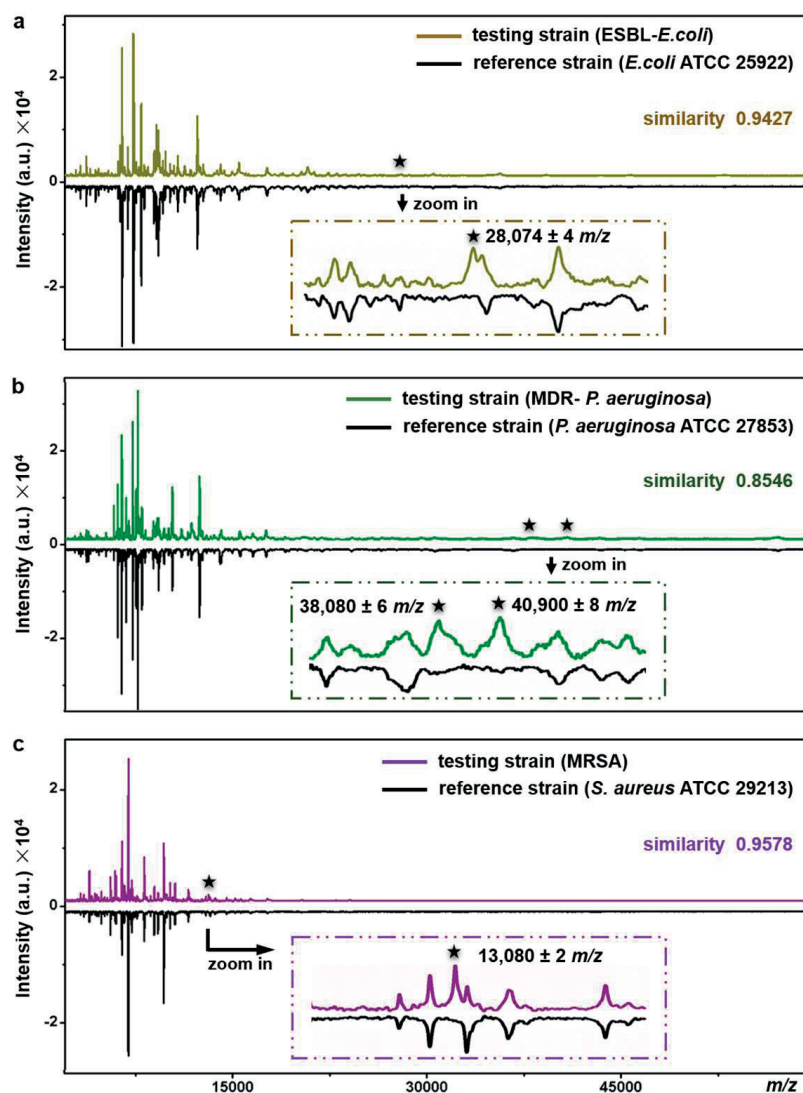 a
testing strain (ESBL-E.coli)
reference strain (E.coli ATCC 25922)
similarity 0.9427
Intensity (a.u.) ×10⁴
2
0
-2
★
zoom in
★ 28,074 ± 4 m/z
b
testing strain (MDR- P. aeruginosa)
reference strain (P. aeruginosa ATCC 27853)
similarity 0.8546
Intensity (a.u.) ×10⁴
2
0
-2
★ ★
zoom in
38,080 ± 6 m/z ★ ★ 40,900 ± 8 m/z
c
testing strain (MRSA)
reference strain (S. aureus ATCC 29213)
similarity 0.9578
Intensity (a.u.) ×10⁴
2
0
-2
★
zoom in
★ 13,080 ± 2 m/z
15000 30000 45000 m/z